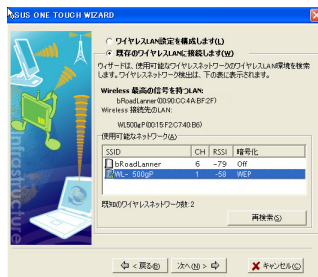 ASUS ONE TOUCH WIZARD
ワイヤレスLAN設定を構成します(L)
既存のワイヤレスLANに接続します(W)
ウィザードは、使用可能なワイヤレスネットワークのワイヤレスLAN環境を検索
します。ワイヤレスネットワーク検出は、下の表に表示されます。
Wireless 最高の信号を持つLAN:
bRoadLanner(00:90:CC:4A:BF:2F)
Wireless 接続先のLAN:
WL500gP(00:15:F2:C7:40:B6)
使用可能なネットワーク(A)
SSID CH RSSI 暗号化
bRoadLanner 6 -79 Off
WL- 500gP 1 -58 WEP
既知のワイヤレスネットワーク数: 2
再検索(S)
Infrastructure
< 戻る(B) 次へ(N) > キャンセル(C)